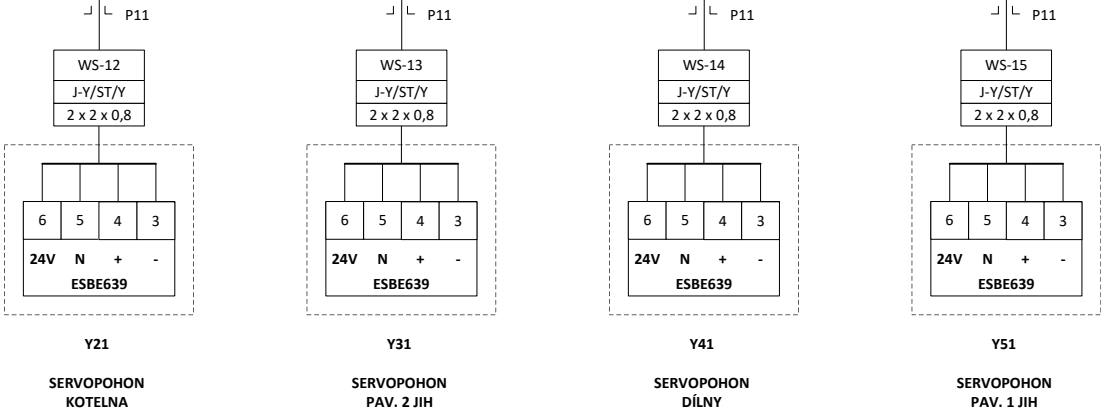 P11 P11 P11 P11
WS-12 WS-13 WS-14 WS-15
J-Y/ST/Y J-Y/ST/Y J-Y/ST/Y J-Y/ST/Y
2 x 2 x 0,8 2 x 2 x 0,8 2 x 2 x 0,8 2 x 2 x 0,8
6 5 4 3 6 5 4 3 6 5 4 3 6 5 4 3
24V N + - 24V N + - 24V N + - 24V N + -
ESBE639 ESBE639 ESBE639 ESBE639
Y21 Y31 Y41 Y51
SERVOPOHON SERVOPOHON SERVOPOHON SERVOPOHON
KOTELNA PAV. 2 JIH DÍLNY PAV. 1 JIH